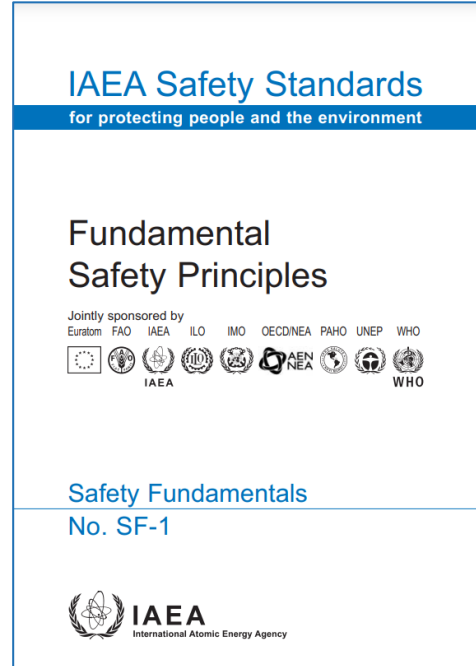 IAEA Safety Standards
for protecting people and the environment
Fundamental
Safety Principles
Jointly sponsored by
Euratom FAO IAEA ILO IMO OECD/NEA PAHO UNEP WHO
AEN
NEA
IAEA
WHO
Safety Fundamentals
No. SF-1
IAEA
International Atomic Energy Agency